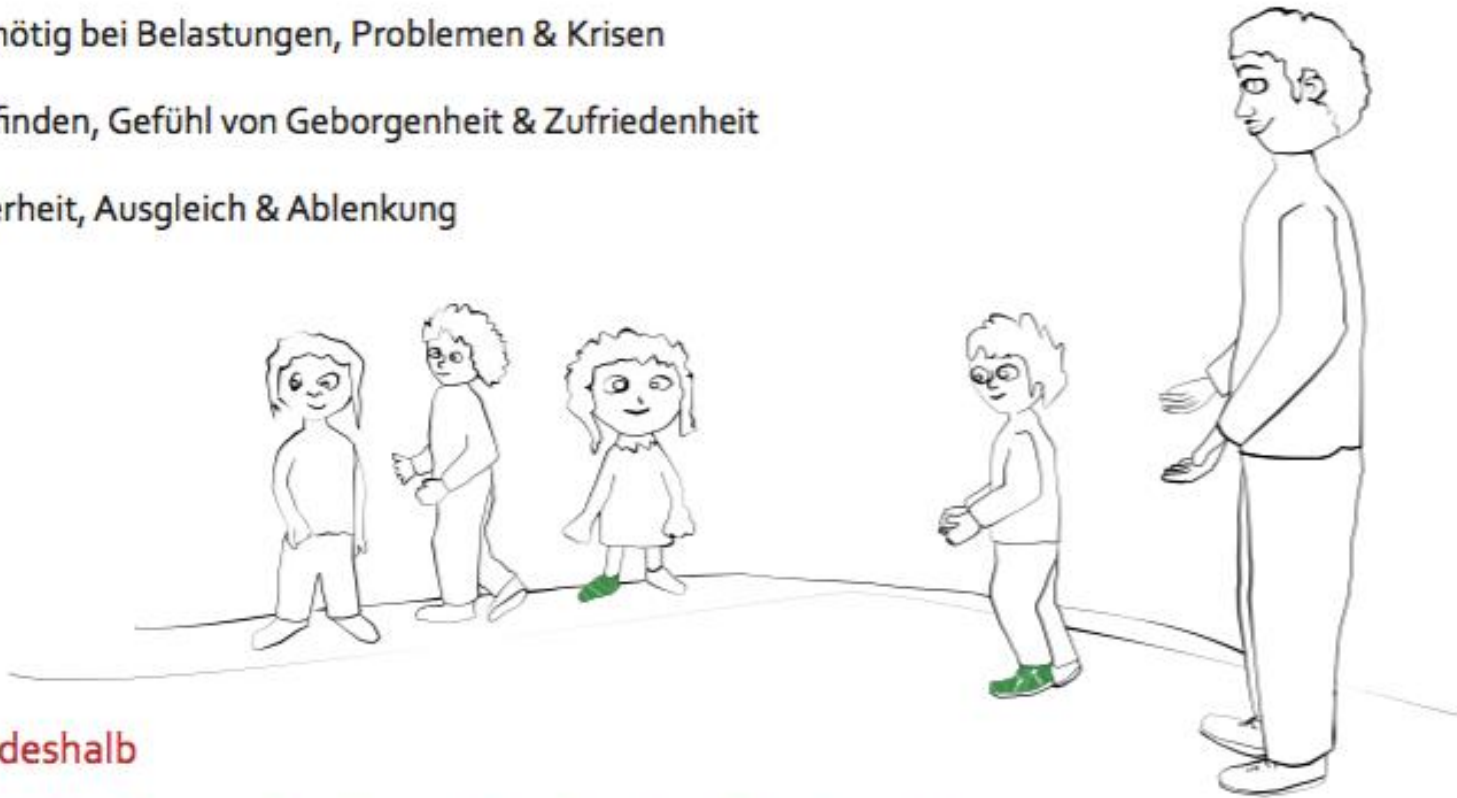 nötig bei Belastungen, Problemen & Krisen
finden, Gefühl von Geborgenheit & Zufriedenheit
erheit, Ausgleich & Ablenkung
deshalb